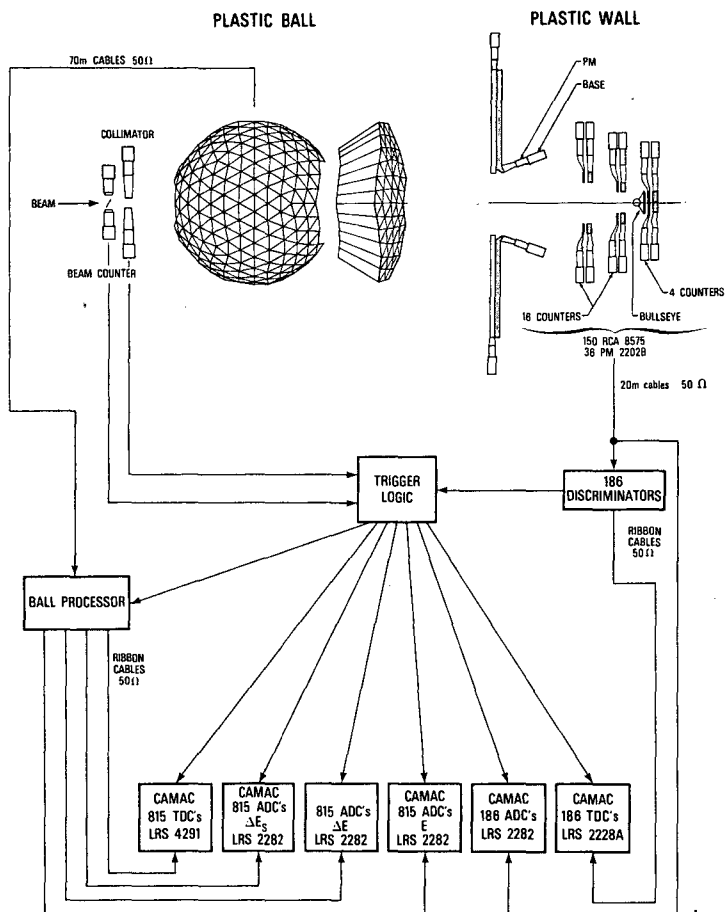 PLASTIC BALL
PLASTIC WALL
70m CABLES 50Ω
PM
BASE
COLLIMATOR
BEAM
BEAM COUNTER
4 COUNTERS
16 COUNTERS
BULLSEYE
150 RCA 8575
36 PM 2202B
20m cables 50 Ω
TRIGGER
LOGIC
186
DISCRIMINATORS
RIBBON
CABLES
50Ω
BALL PROCESSOR
RIBBON
CABLES
50Ω
CAMAC
815 TDC's
LRS 4291
CAMAC
815 ADC's
ΔES
LRS 2282
815 ADC's
ΔE
LRS 2282
CAMAC
815 ADC's
E
LRS 2282
CAMAC
186 ADC's
LRS 2282
CAMAC
186 TDC's
LRS 2228A